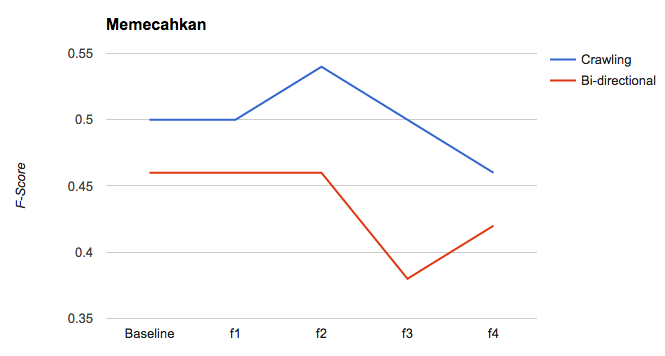 Memecahkan
0.55
0.5
0.45
0.4
0.35
F-Score
Baseline f1 f2 f3 f4
Crawling
Bi-directional